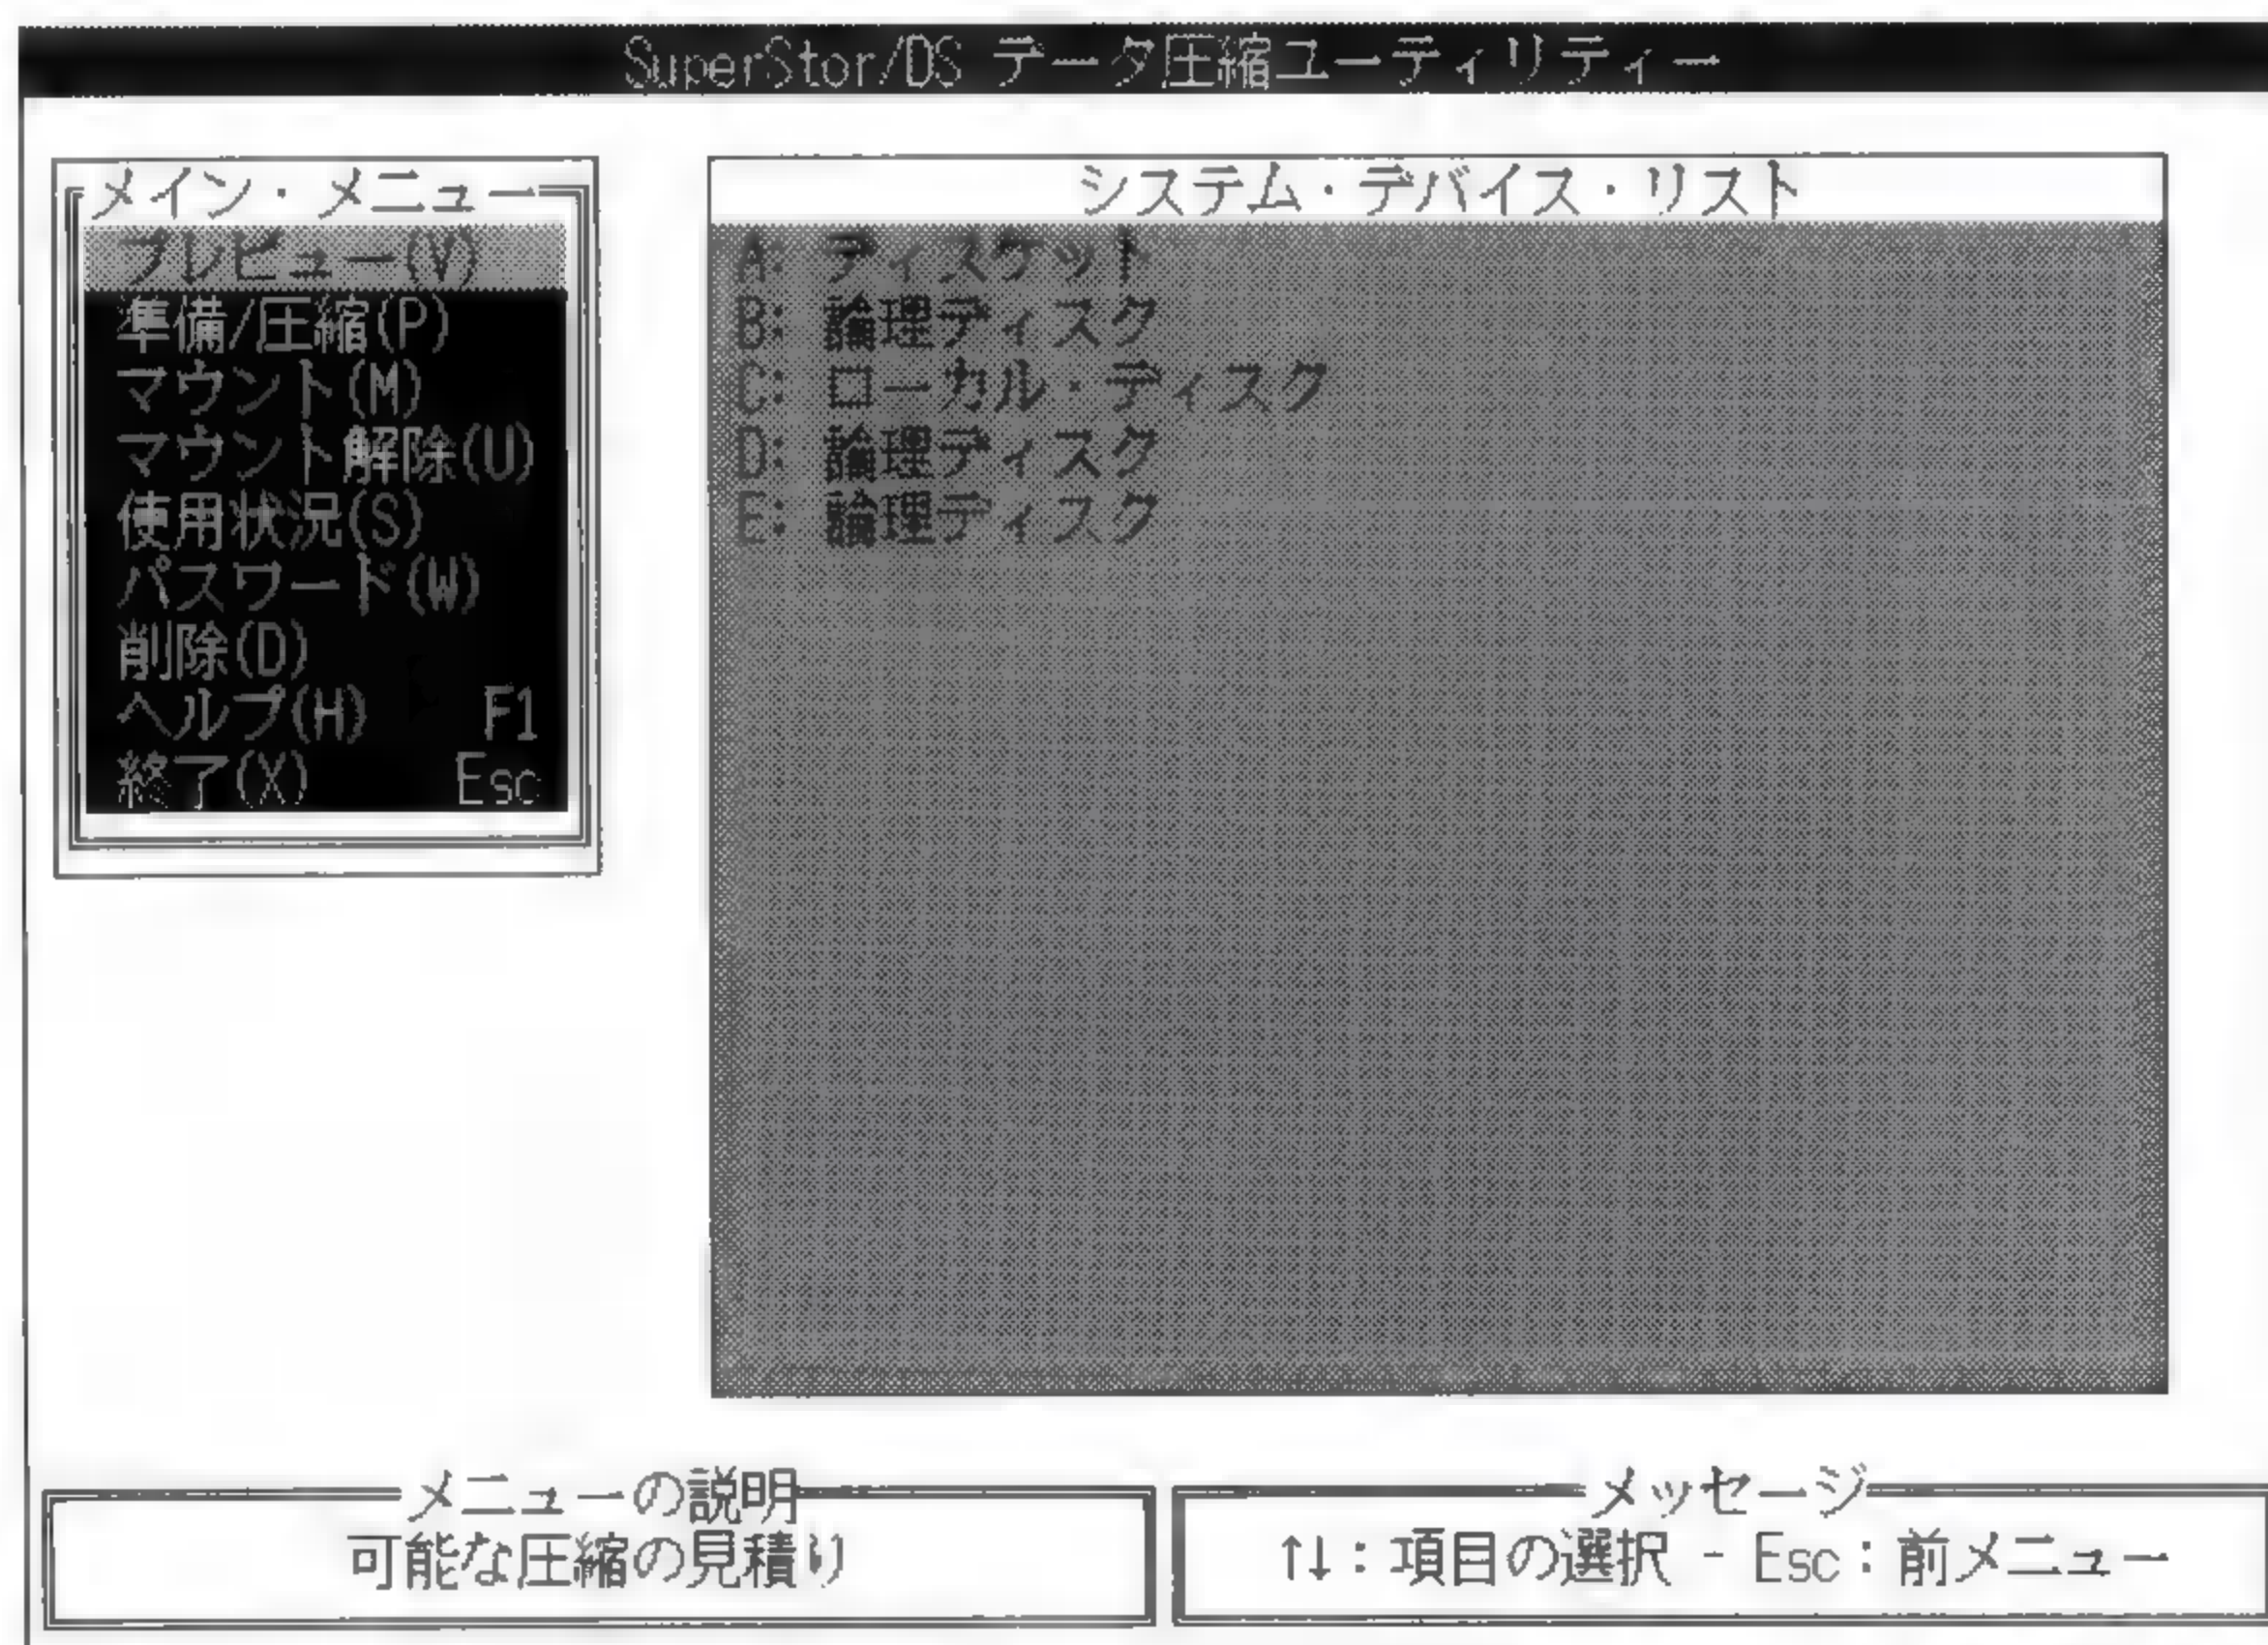 SuperStor/DS データ圧縮ユーティリティー
メイン・メニュー
プレビュー(V)
準備/圧縮(P)
マウント(M)
マウント解除(U)
使用状況(S)
パスワード(W)
削除(D)
ヘルプ(H) F1
終了(X) Esc
システム・デバイス・リスト
A: ディスケット
B: 論理ディスク
C: ローカル・ディスク
D: 論理ディスク
E: 論理ディスク
メニューの説明
可能な圧縮の見積り
メッセージ
↑↓：項目の選択 - Esc：前メニュー